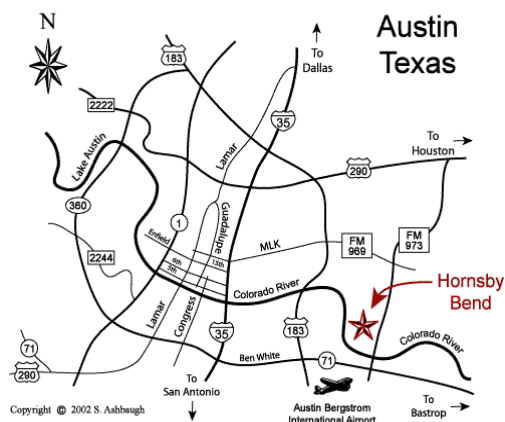 N
Austin
Texas
To
Dallas
183
2222
35
Lake Austin
Lamar
To
Houston
290
360
1
Guadalupe
Enfield
MLK
FM
969
FM
973
15th
6th
5th
2244
Colorado River
Hornsby
Bend
Lamar
Congress
35
183
Colorado River
71
290
Ben White
71
To
San Antonio
Austin Bergstrom
International Airport
To
Bastrop
Copyright © 2002 S. Ashbaugh